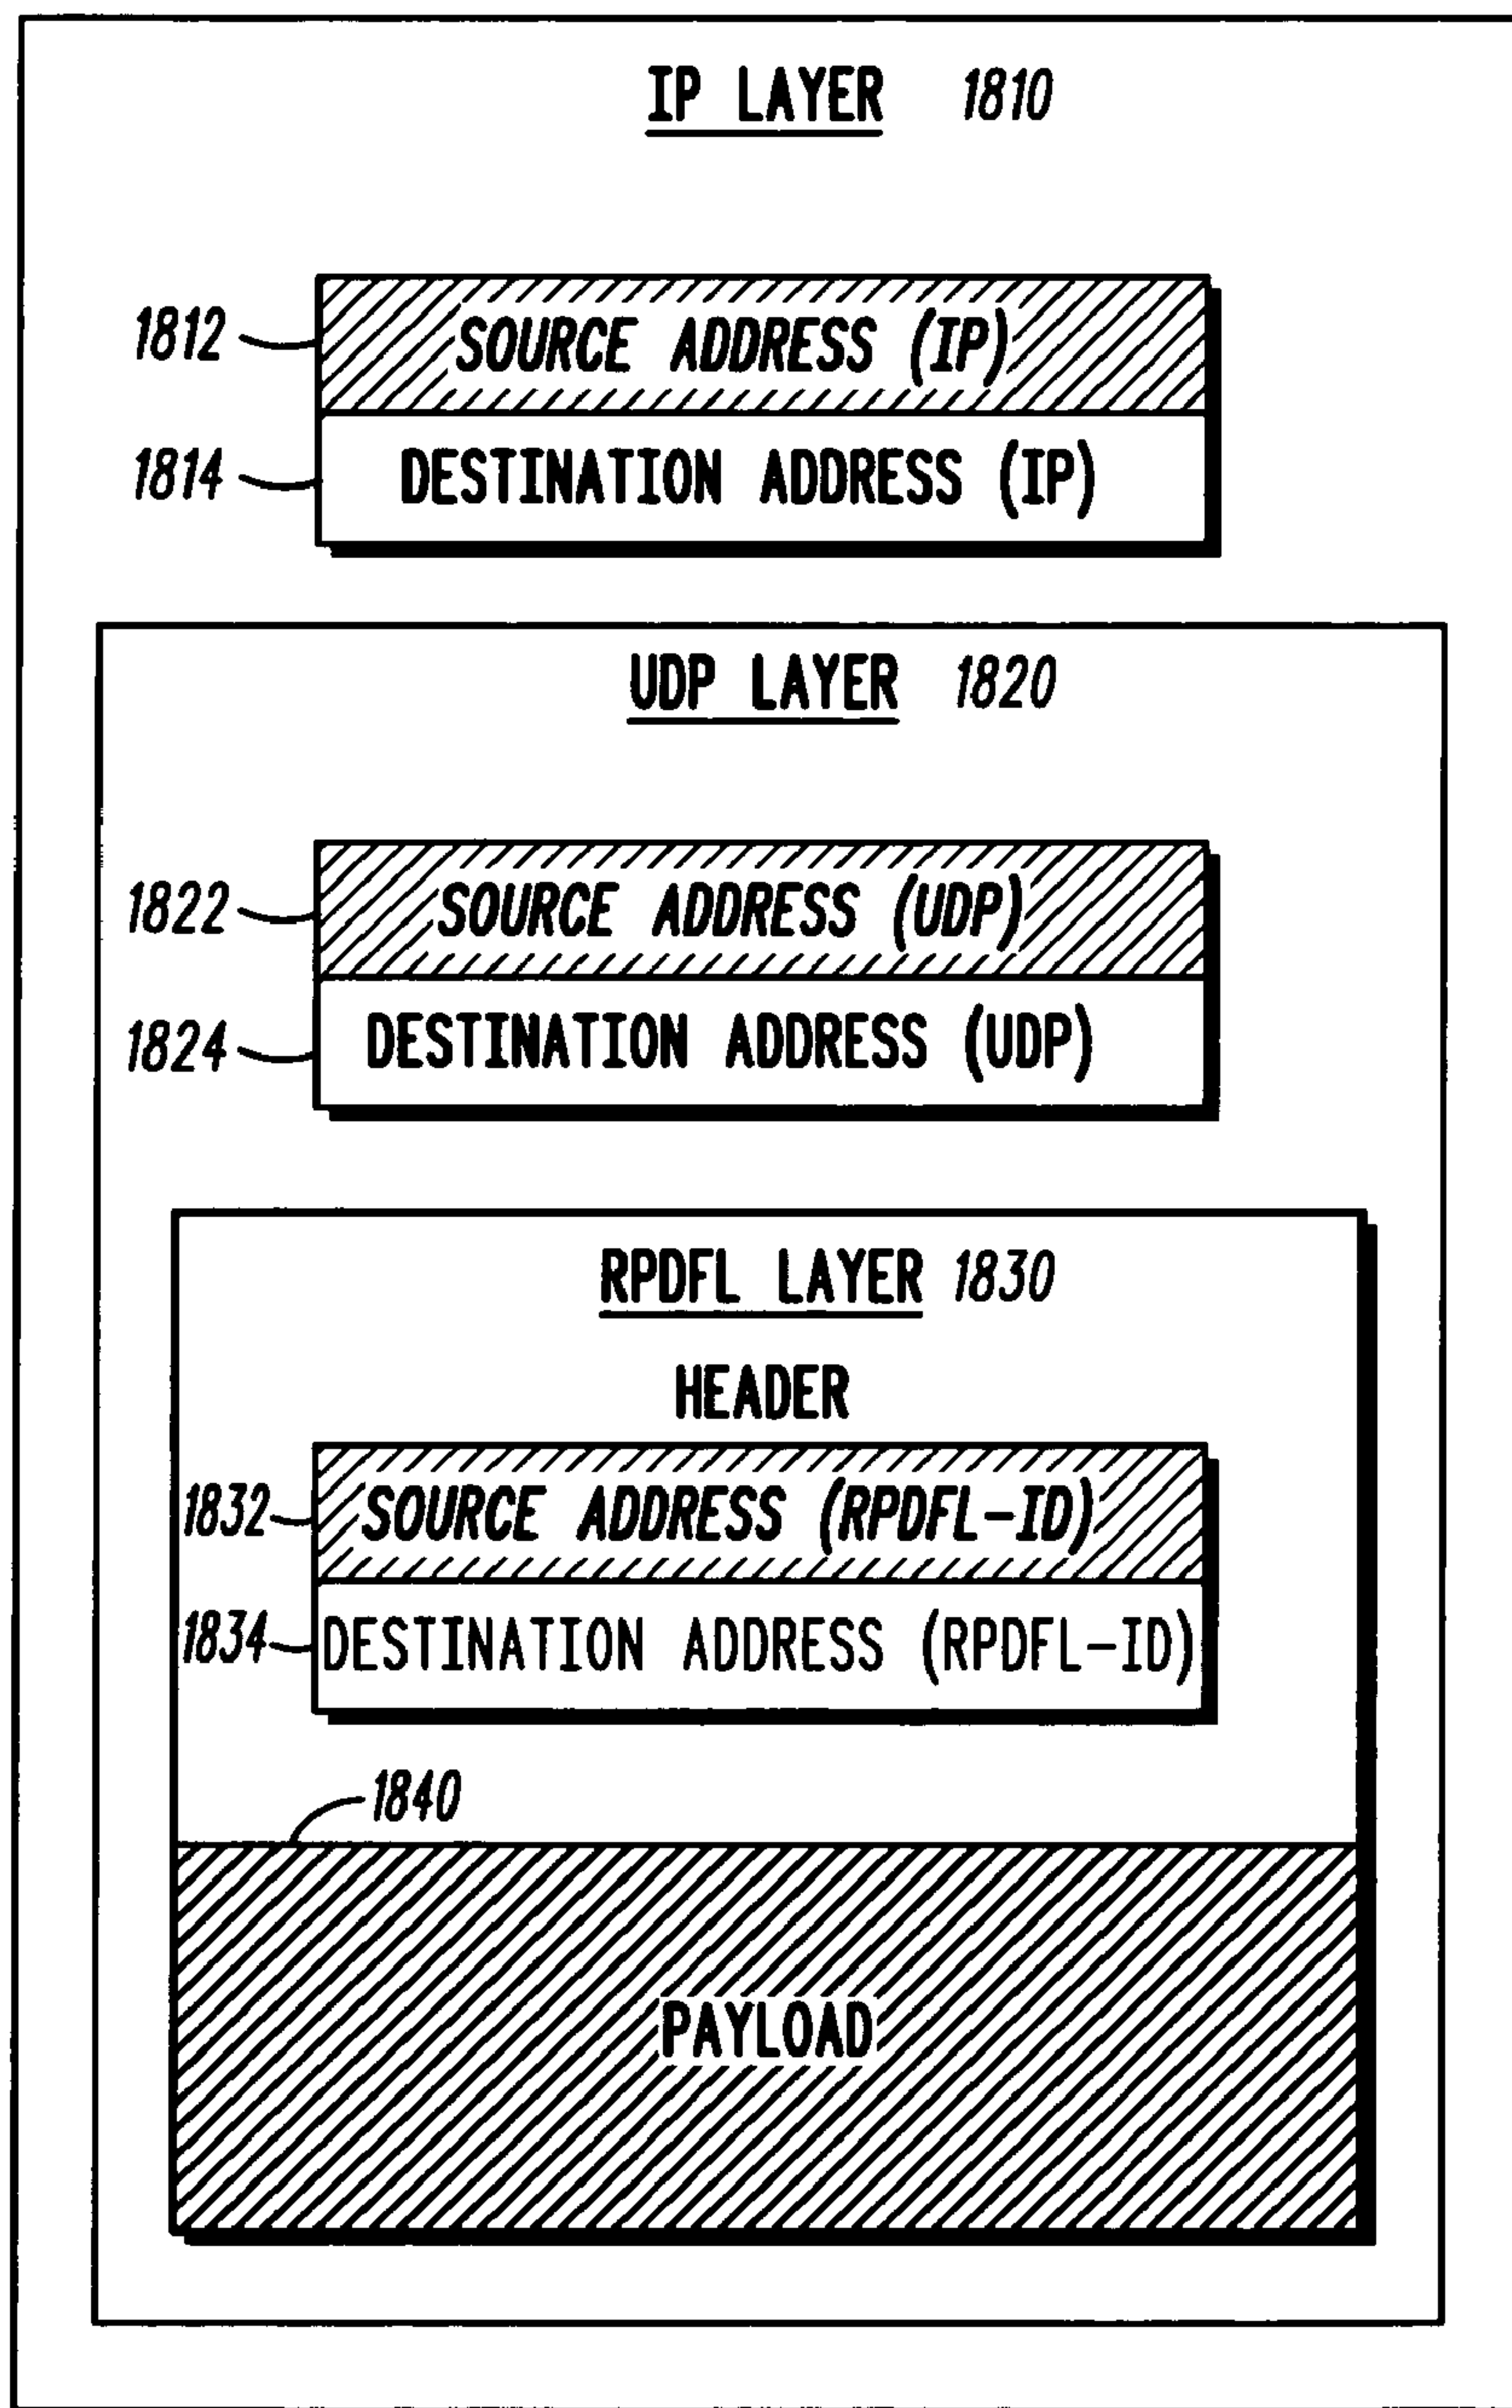 IP LAYER 1810
1812 SOURCE ADDRESS (IP)
1814 DESTINATION ADDRESS (IP)
UDP LAYER 1820
1822 SOURCE ADDRESS (UDP)
1824 DESTINATION ADDRESS (UDP)
RPDFL LAYER 1830
HEADER
1832 SOURCE ADDRESS (RPDFL-ID)
1834 DESTINATION ADDRESS (RPDFL-ID)
1840
PAYLOAD